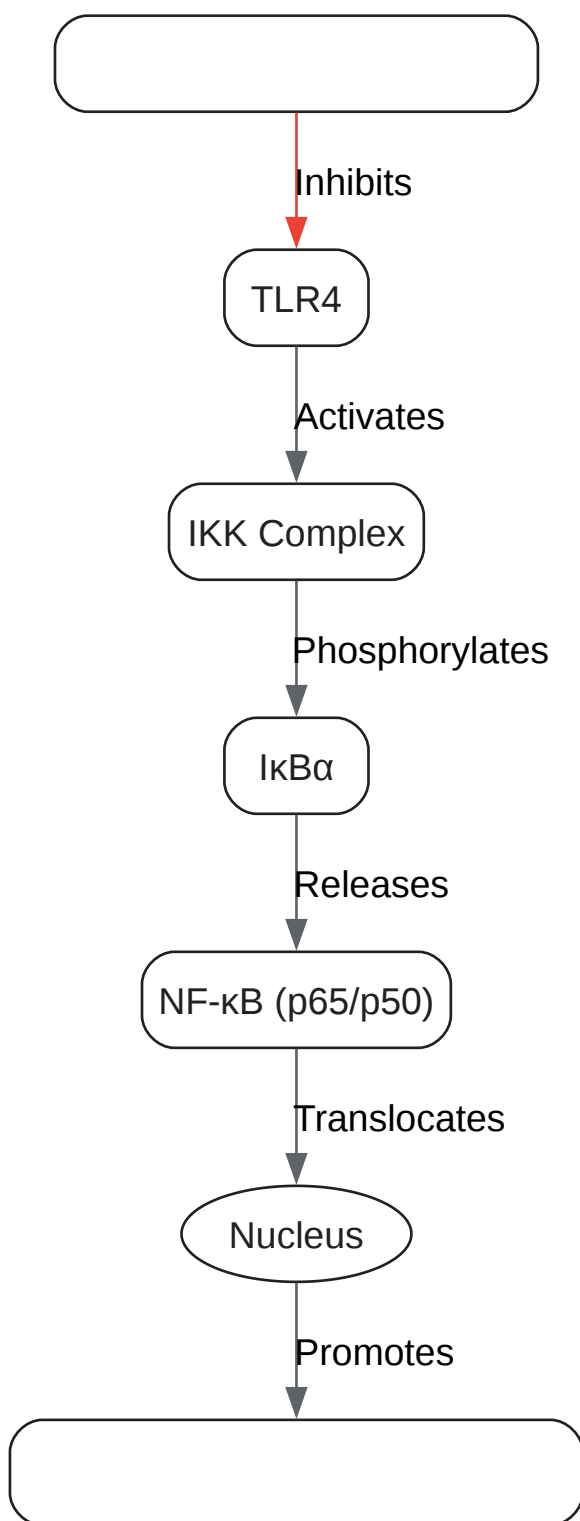 Inhibits
TLR4
Activates
IKK Complex
Phosphorylates
IκBα
Releases
NF-κB (p65/p50)
Translocates
Nucleus
Promotes